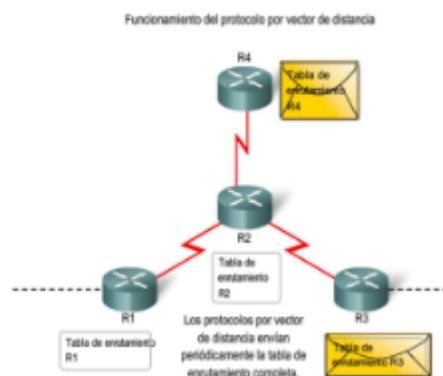 Funcionamiento del protocolo por vector de distancia
R4
Tabla de
enrutamiento
R4
R2
Tabla de
enrutamiento
R2
R1
Tabla de enrutamiento
R1
Los protocolos por vector
de distancia envían
periódicamente la tabla de
enrutamiento completa.
R3
Tabla de
enrutamiento R3